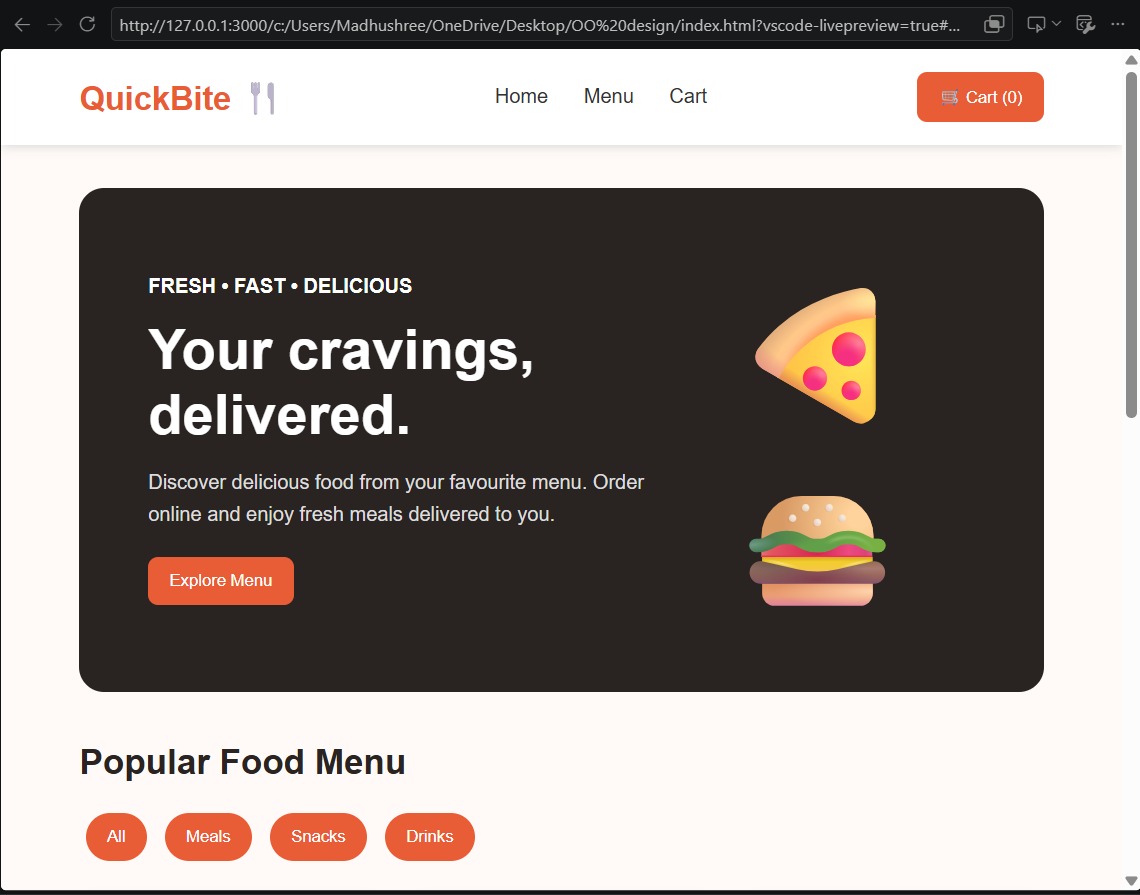 http://127.0.0.1:3000/c:/Users/Madhushree/OneDrive/Desktop/OO%20design/index.html?vscode-livepreview=true#...
QuickBite
Home Menu Cart
Cart (0)
FRESH • FAST • DELICIOUS
Your cravings,
delivered.
Discover delicious food from your favourite menu. Order
online and enjoy fresh meals delivered to you.
Explore Menu
Popular Food Menu
All Meals Snacks Drinks